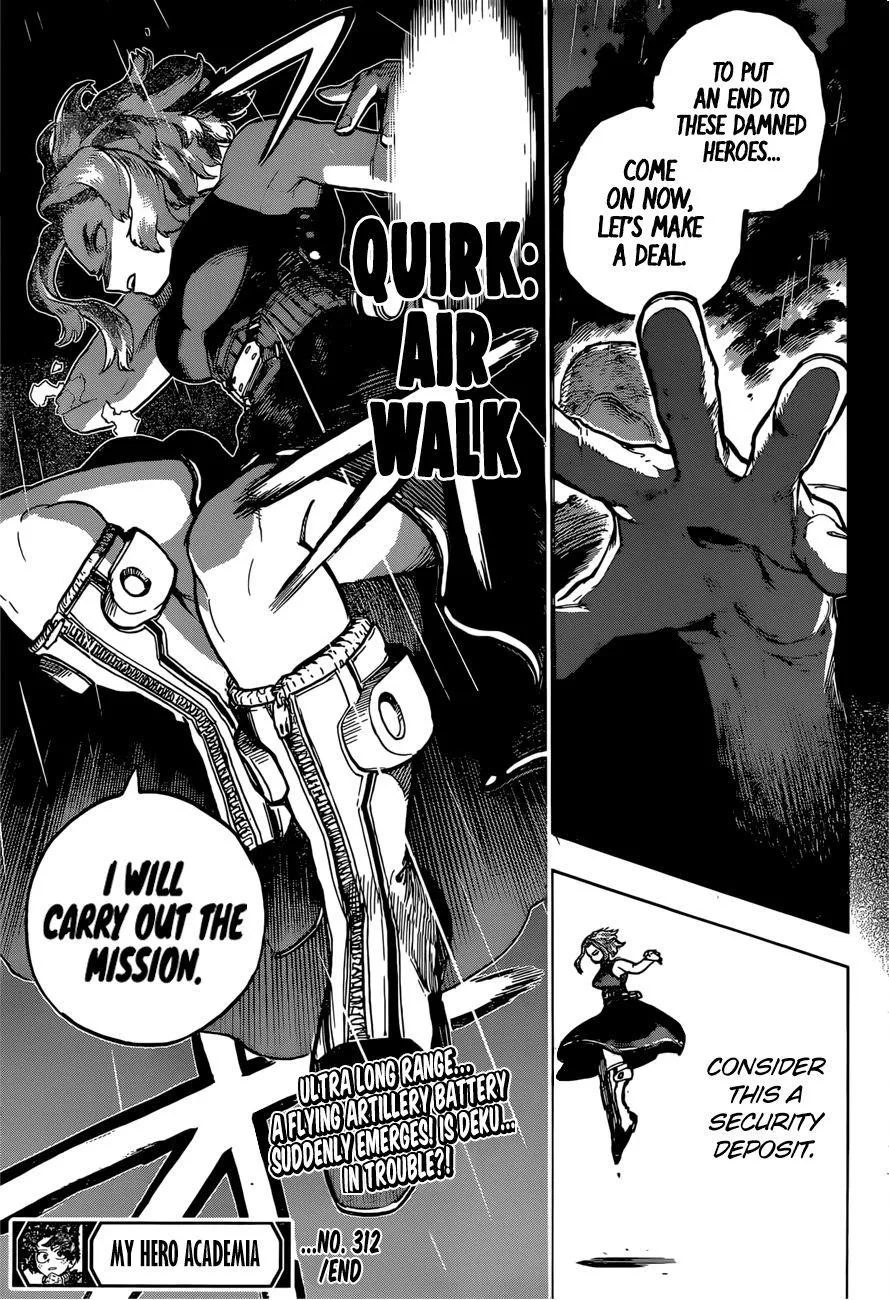 TO PUT
AN END TO
THESE DAMNED
HEROES...
COME
ON NOW,
LET'S MAKE
A DEAL.
CONSIDER
THIS A
SECURITY
DEPOSIT.
QUIRK:
AIR
WALK
I WILL
CARRY OUT THE
MISSION.
ULTRA LONG RANGE...
A FLYING ARTILLERY BATTERY
SUDDENLY EMERGES! IS DEKU...
IN TROUBLE?!
MY HERO ACADEMIA
...NO. 312
/END